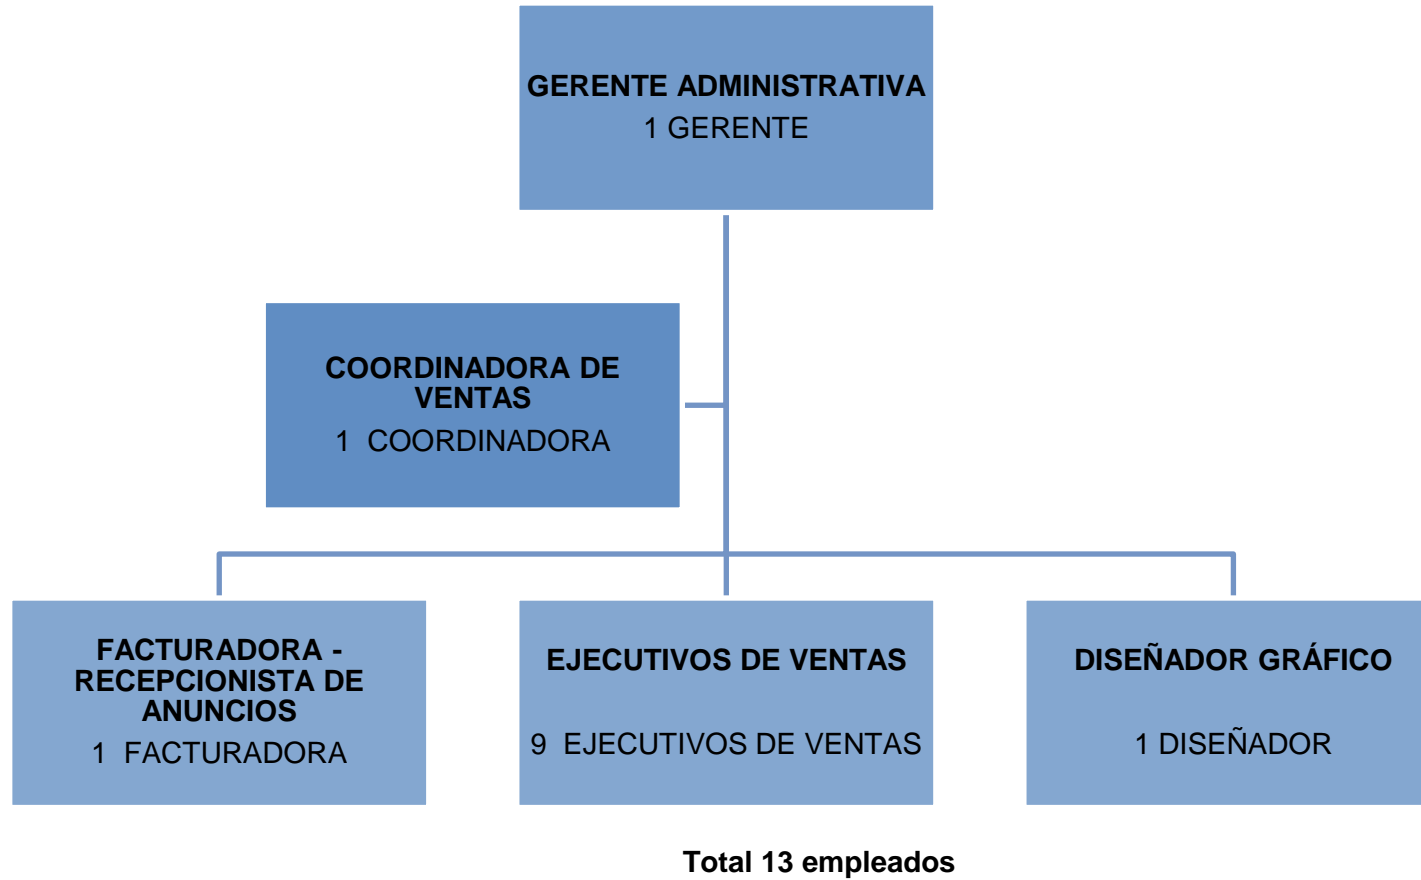 GERENTE ADMINISTRATIVA
1 GERENTE
COORDINADORA DE
VENTAS
1 COORDINADORA
FACTURADORA -
RECEPCIONISTA DE
ANUNCIOS
1 FACTURADORA
EJECUTIVOS DE VENTAS
9 EJECUTIVOS DE VENTAS
DISEÑADOR GRÁFICO
1 DISEÑADOR
Total 13 empleados